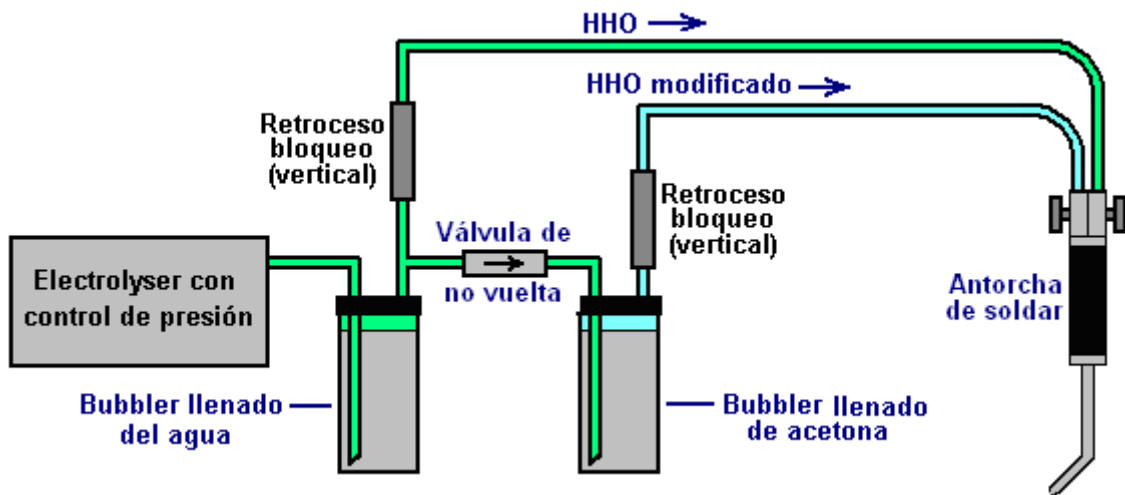 HHO
HHO modificado
Retroceso
bloqueo
(vertical)
Retroceso
bloqueo
(vertical)
Válvula de
no vuelta
Electrolyser con
control de presión
Antorcha
de soldar
Bubbler llenado
del agua
Bubbler llenado
de acetona